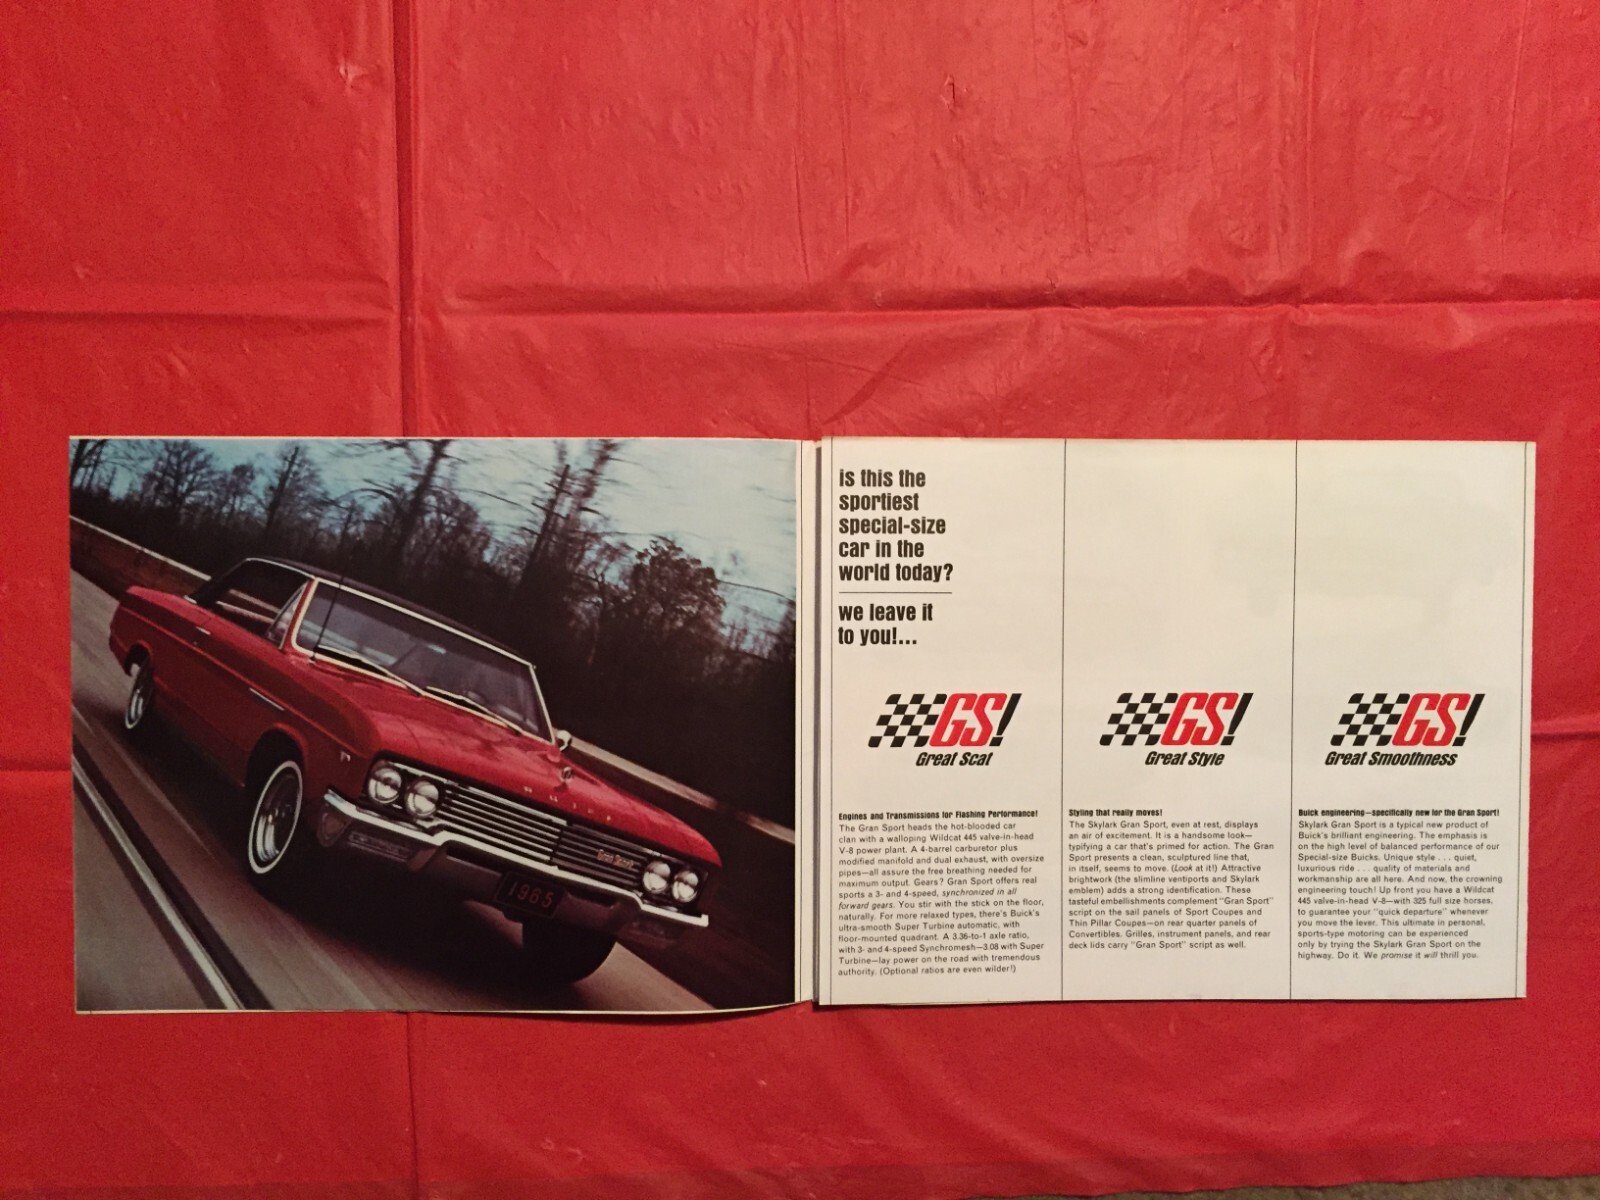 BUICK
Gran Sport
1965
is this the
sportiest
special-size
car in the
world today?
we leave it
to you!...
GS!
Great Scat
Engines and Transmissions for Flashing Performance!
The Gran Sport heads the hot-blooded car
clan with a walloping Wildcat 445 valve-in-head
V-8 power plant. A 4-barrel carburetor plus
modified manifold and dual exhaust, with oversize
pipes—all assure the free breathing needed for
maximum output. Gears? Gran Sport offers real
sports a 3- and 4-speed, synchronized in all
forward gears. You stir with the stick on the floor,
naturally. For more relaxed types, there's Buick's
ultra-smooth Super Turbine automatic, with
floor-mounted quadrant. A 3.36-to-1 axle ratio,
with 3- and 4-speed Synchromesh—3.08 with Super
Turbine—lay power on the road with tremendous
authority. (Optional ratios are even wilder!)
GS!
Great Style
Styling that really moves!
The Skylark Gran Sport, even at rest, displays
an air of excitement. It is a handsome look—
typifying a car that's primed for action. The Gran
Sport presents a clean, sculptured line that,
in itself, seems to move. (Look at it!) Attractive
brightwork (the slimline ventiports and Skylark
emblem) adds a strong identification. These
tasteful embellishments complement "Gran Sport"
script on the sail panels of Sport Coupes and
Thin Pillar Coupes—on rear quarter panels of
Convertibles. Grilles, instrument panels, and rear
deck lids carry "Gran Sport" script as well.
GS!
Great Smoothness
Buick engineering—specifically new for the Gran Sport!
Skylark Gran Sport is a typical new product of
Buick's brilliant engineering. The emphasis is
on the high level of balanced performance of our
Special-size Buicks. Unique style . . . quiet,
luxurious ride . . . quality of materials and
workmanship are all here. And now, the crowning
engineering touch! Up front you have a Wildcat
445 valve-in-head V-8—with 325 full size horses,
to guarantee your "quick departure" whenever
you move the lever. This ultimate in personal,
sports-type motoring can be experienced
only by trying the Skylark Gran Sport on the
highway. Do it. We promise it will thrill you.